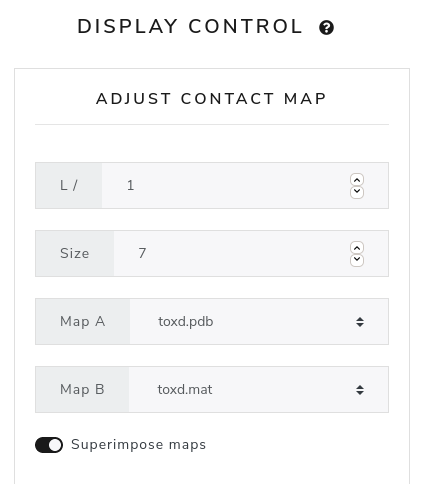 DISPLAY CONTROL ?
ADJUST CONTACT MAP
L / 1
Size 7
Map A toxd.pdb
Map B toxd.mat
Superimpose maps